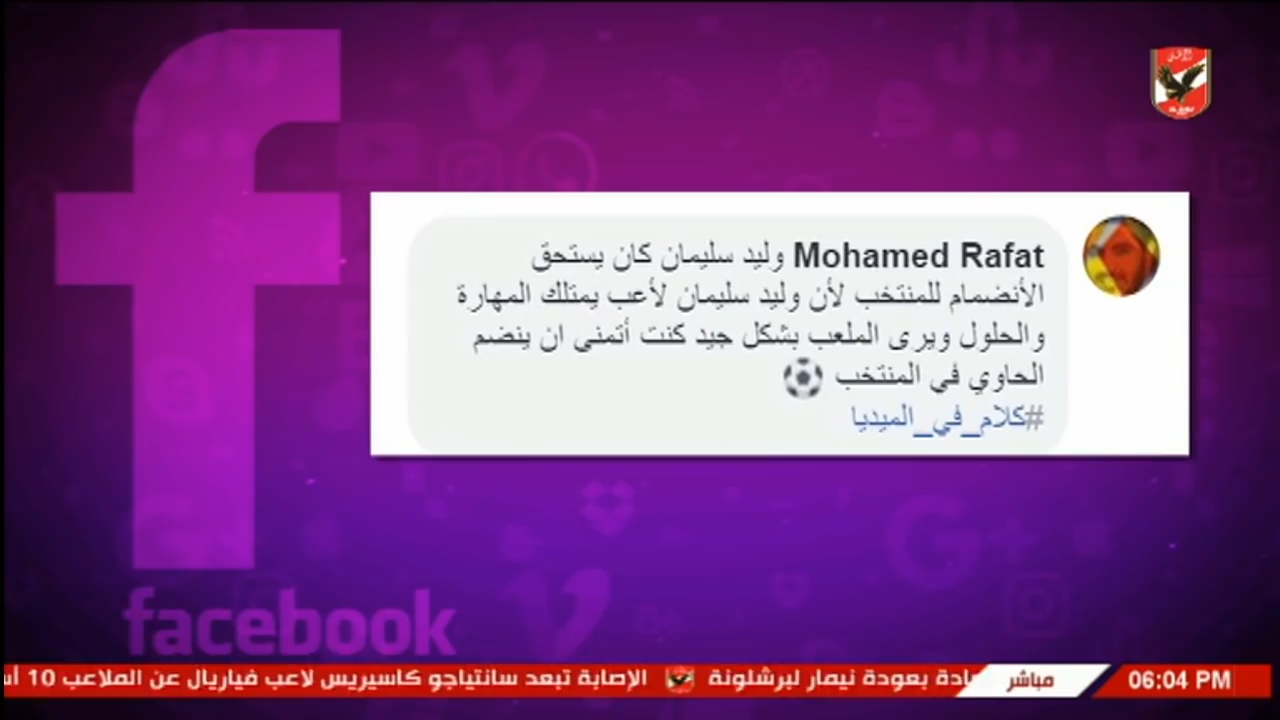 Mohamed Rafat وليد سليمان كان يستحق
الأنضمام للمنتخب لأن وليد سليمان لأعب يمتلك المهارة
والحلول ويرى الملعب بشكل جيد كنت أتمنى ان ينضم
الحاوي في المنتخب
#كلام_في_الميديا
facebook
06:04 PM
مباشر
بعودة نيمار لبرشلونة
الإصابة تبعد سانتياجو كاسيريس لاعب فياريال عن الملاعب 10